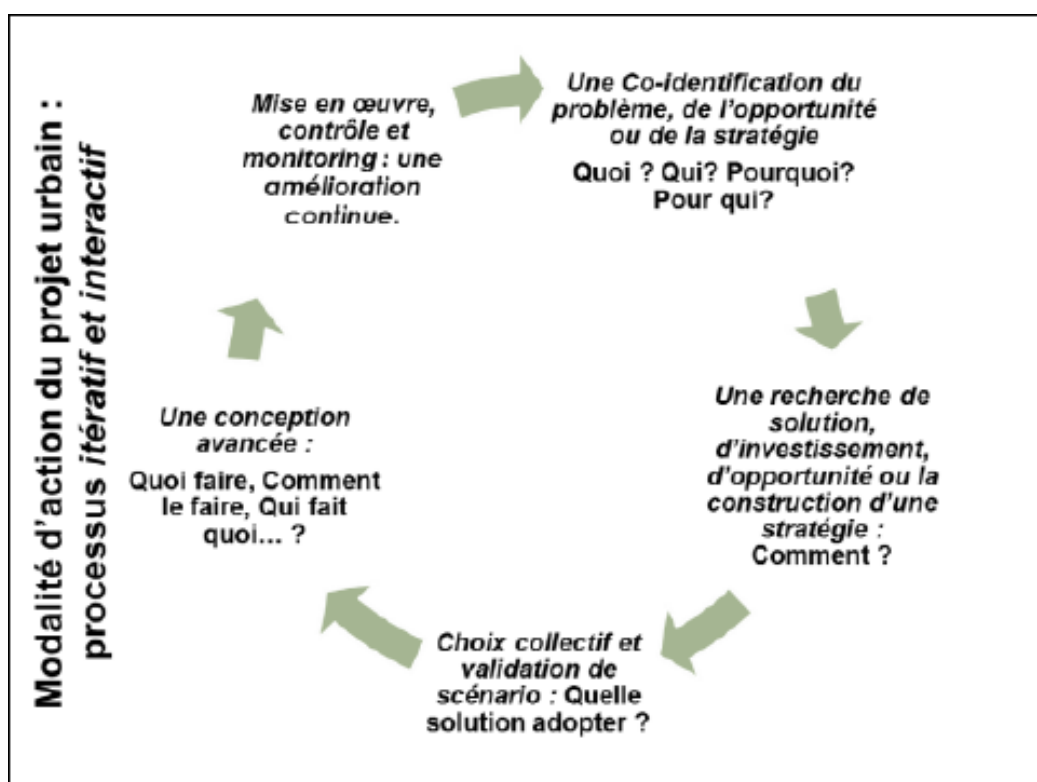 Modalité d'action du projet urbain :
processus itératif et interactif
Une Co-identification du
problème, de l'opportunité
ou de la stratégie
Quoi ? Qui? Pourquoi?
Pour qui?
Une recherche de
solution,
d'investissement,
d'opportunité ou la
construction d'une
stratégie :
Comment ?
Choix collectif et
validation de
scénario : Quelle
solution adopter ?
Une conception
avancée :
Quoi faire, Comment
le faire, Qui fait
quoi… ?
Mise en œuvre,
contrôle et
monitoring : une
amélioration
continue.